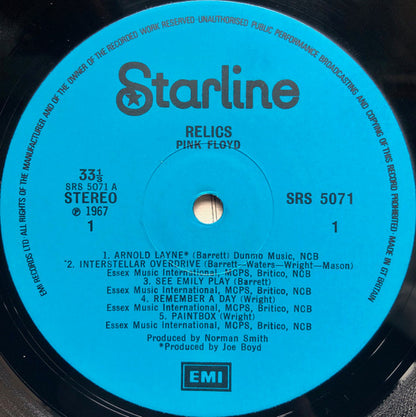 EMI RECORDS LTD ALL RIGHTS OF THE MANUFACTURER AND OF THE OWNER OF THE RECORDED WORK RESERVED·UNAUTHORISED PUBLIC PERFORMANCE BROADCASTING AND COPYING OF THIS RECORD PROHIBITED. MADE IN GT BRITAIN
Starline
RELICS
PINK FLOYD
33⅓
SRS 5071 A
STEREO
SRS 5071
℗ 1967
1
1
1. ARNOLD LAYNE* (Barrett) Dunmo Music, NCB
*2. INTERSTELLAR OVERDRIVE (Barrett—Waters—Wright—Mason)
Essex Music International, MCPS, Britico, NCB
3. SEE EMILY PLAY (Barrett)
Essex Music International, MCPS, Britico, NCB
4. REMEMBER A DAY (Wright)
Essex Music International, MCPS, Britico, NCB
5. PAINTBOX (Wright)
Essex Music International, MCPS, Britico, NCB
Produced by Norman Smith
*Produced by Joe Boyd
EMI